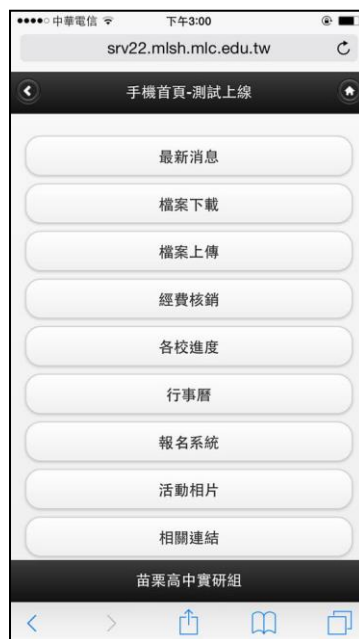 中華電信 下午3:00
srv22.mlsh.mlc.edu.tw
手機首頁-測試上線
最新消息
檔案下載
檔案上傳
經費核銷
各校進度
行事曆
報名系統
活動相片
相關連結
苗栗高中實研組